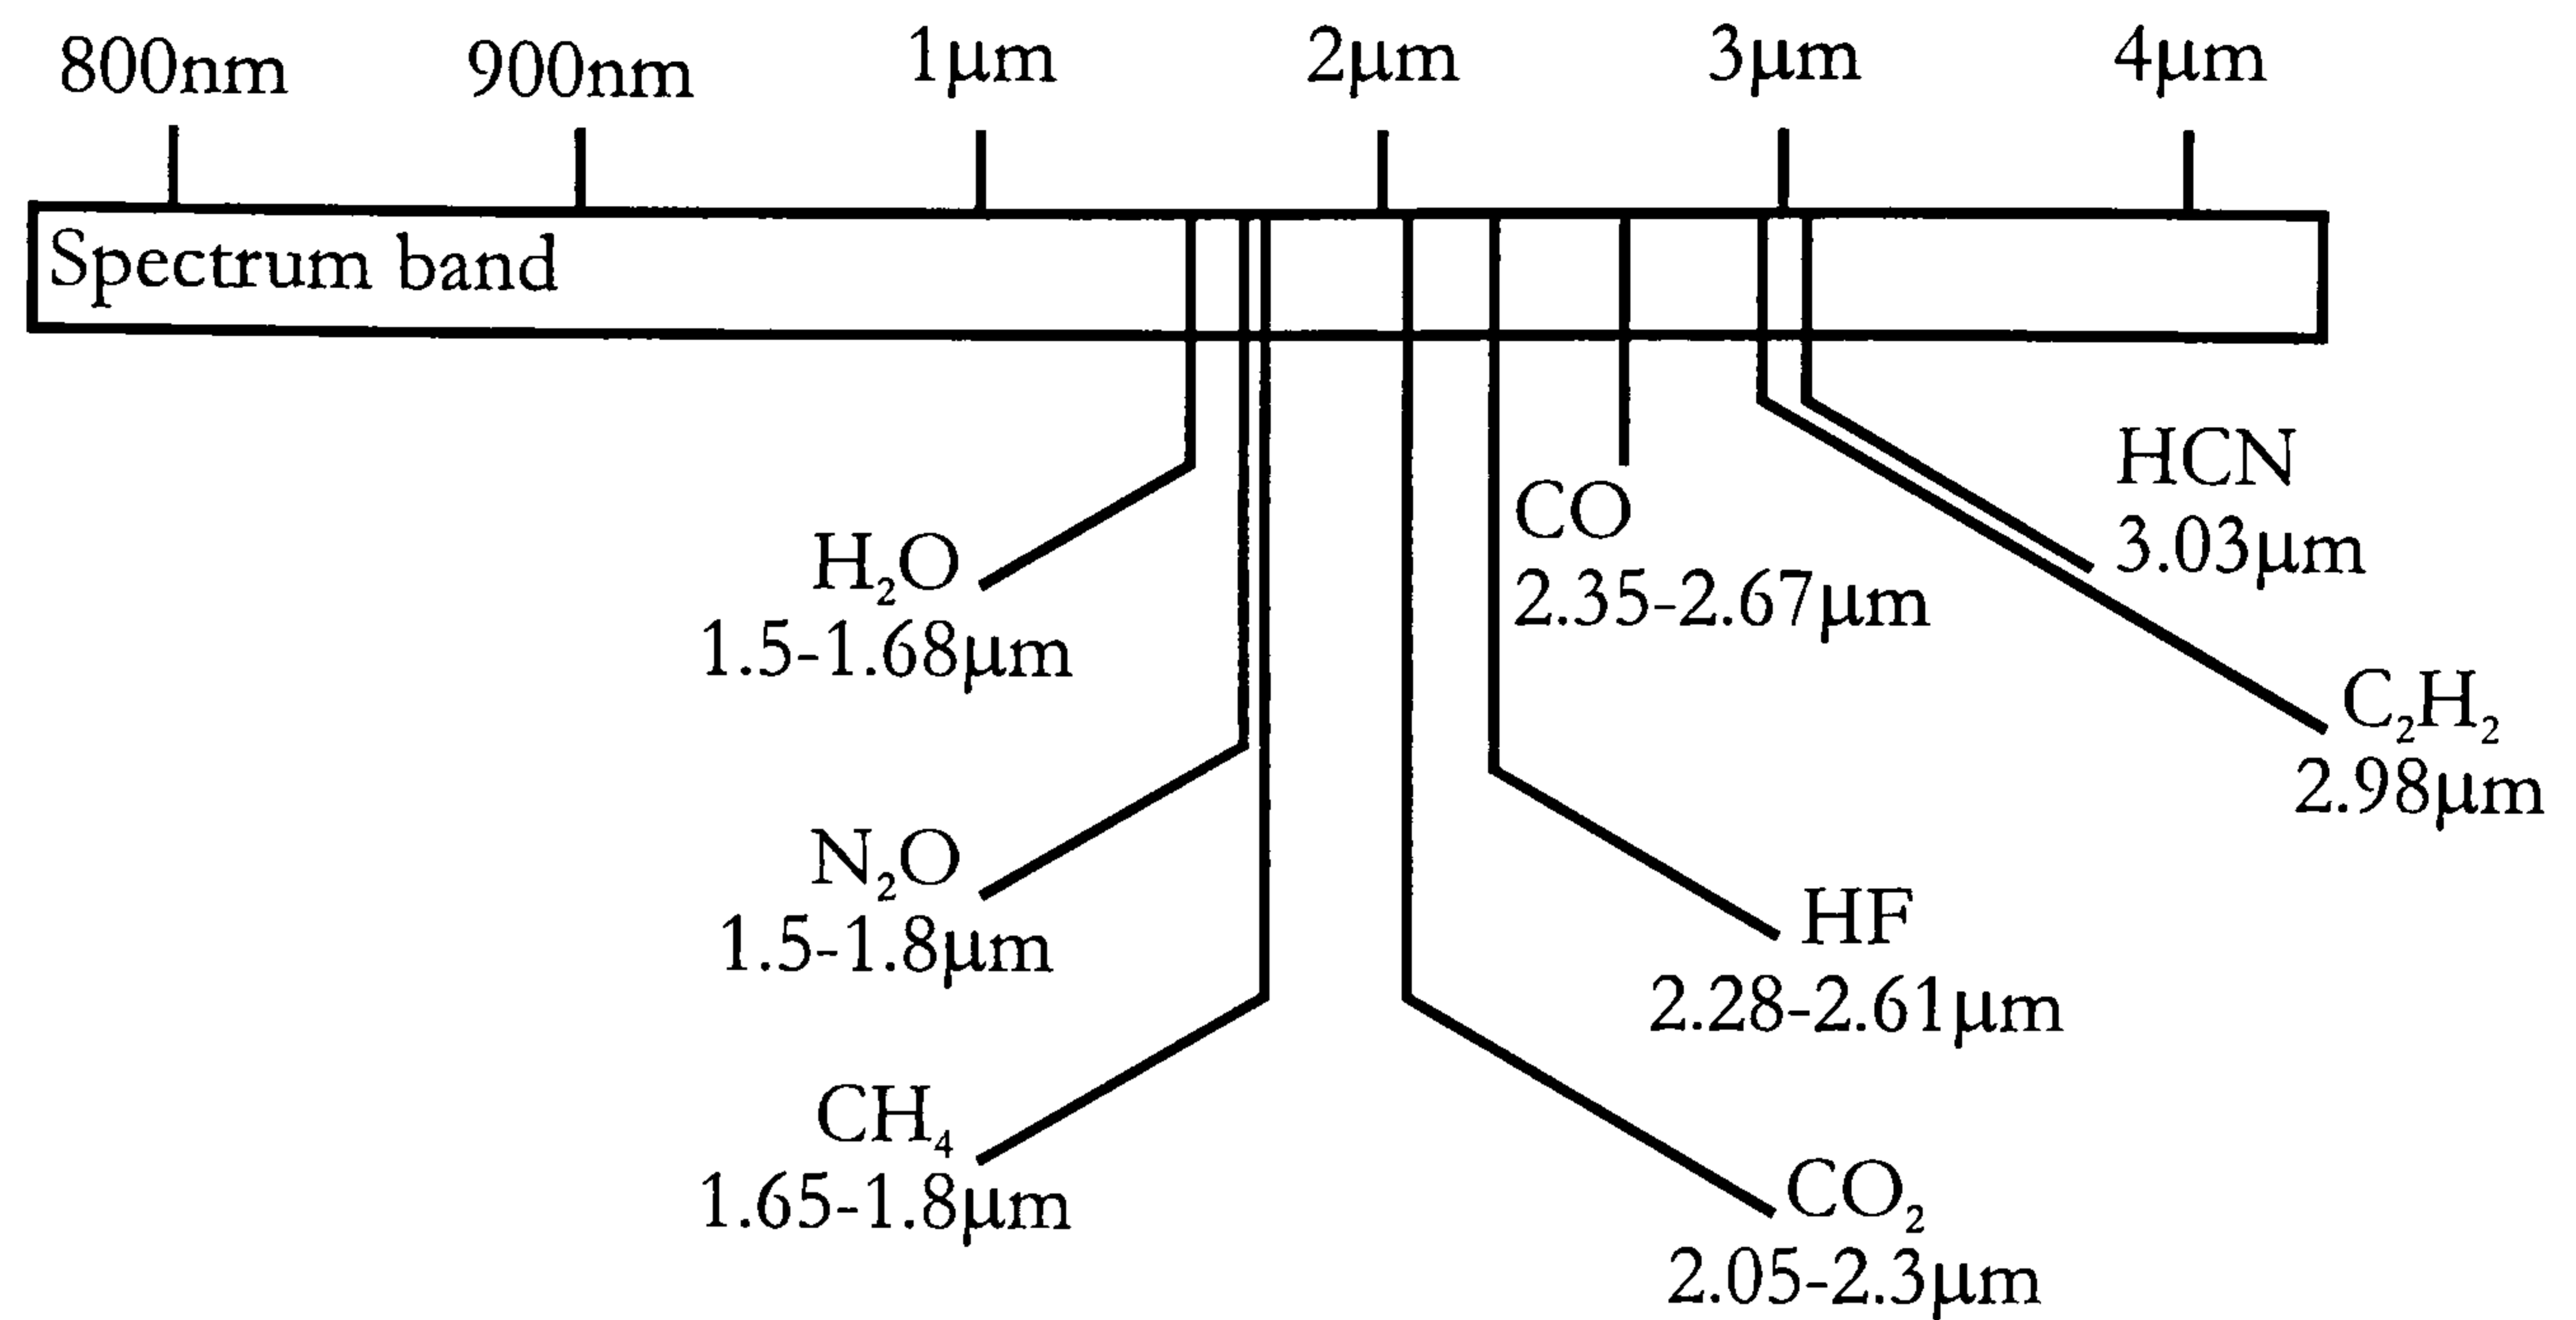 800nm 900nm 1μm 2μm 3μm 4μm
Spectrum band
H₂O
1.5-1.68μm
N₂O
1.5-1.8μm
CH₄
1.65-1.8μm
CO
2.35-2.67μm
HCN
3.03μm
C₂H₂
2.98μm
HF
2.28-2.61μm
CO₂
2.05-2.3μm